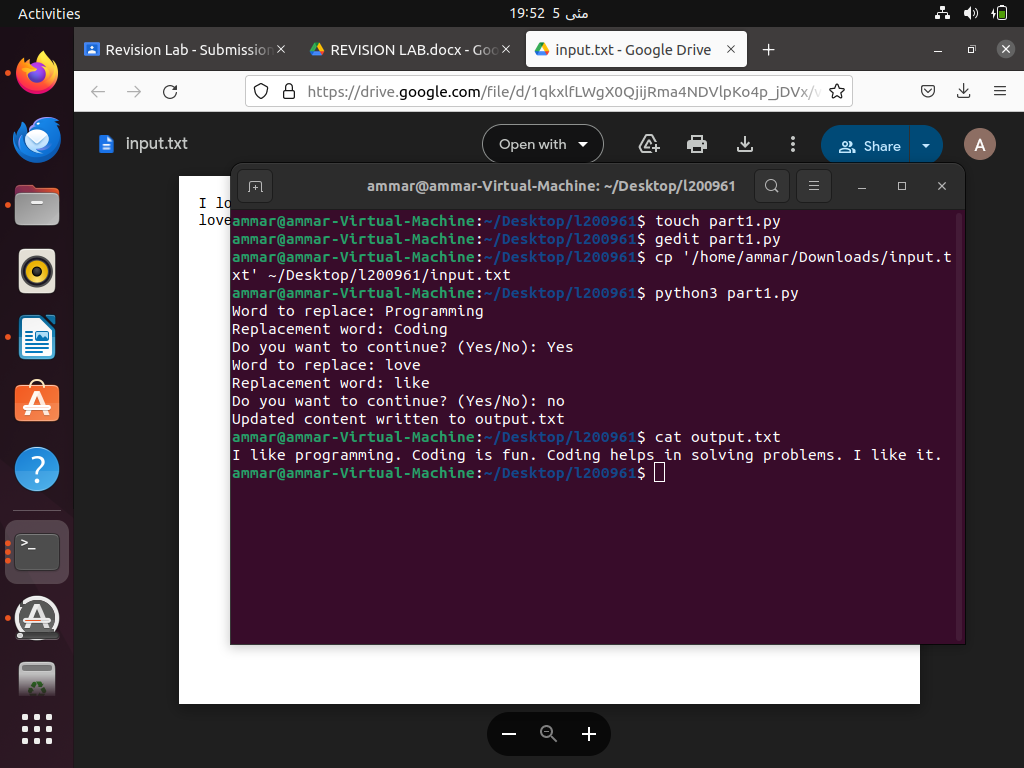 Activities
19:52 5 مئی
Revision Lab - Submission
REVISION LAB.docx - Goo
input.txt - Google Drive
https://drive.google.com/file/d/1qkxlfLWgX0QjijRma4NDVlpKo4p_jDVx/v
input.txt
Open with
Share
A
I lo
love
ammar@ammar-Virtual-Machine: ~/Desktop/l200961
ammar@ammar-Virtual-Machine:~/Desktop/l200961$ touch part1.py
ammar@ammar-Virtual-Machine:~/Desktop/l200961$ gedit part1.py
ammar@ammar-Virtual-Machine:~/Desktop/l200961$ cp '/home/ammar/Downloads/input.t
xt' ~/Desktop/l200961/input.txt
ammar@ammar-Virtual-Machine:~/Desktop/l200961$ python3 part1.py
Word to replace: Programming
Replacement word: Coding
Do you want to continue? (Yes/No): Yes
Word to replace: love
Replacement word: like
Do you want to continue? (Yes/No): no
Updated content written to output.txt
ammar@ammar-Virtual-Machine:~/Desktop/l200961$ cat output.txt
I like programming. Coding is fun. Coding helps in solving problems. I like it.
ammar@ammar-Virtual-Machine:~/Desktop/l200961$